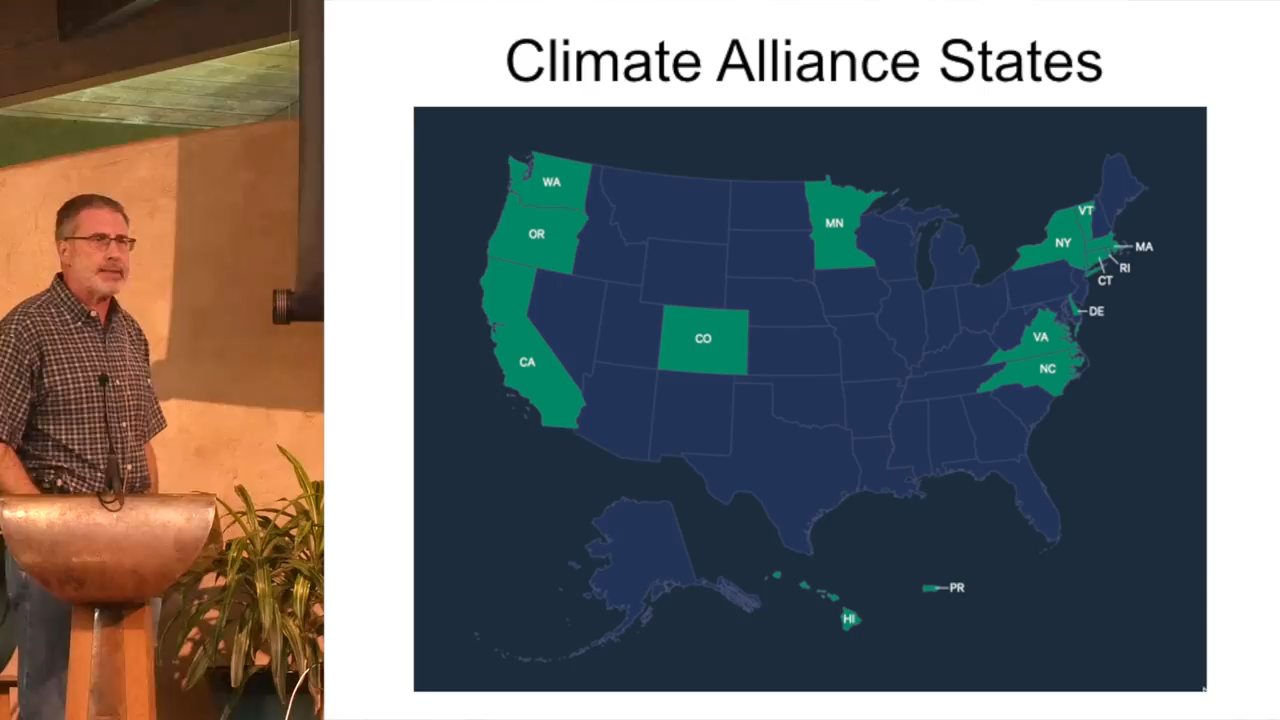 Climate Alliance States
WA
OR
CA
CO
MN
VT
NY
MA
RI
CT
DE
VA
NC
HI
PR